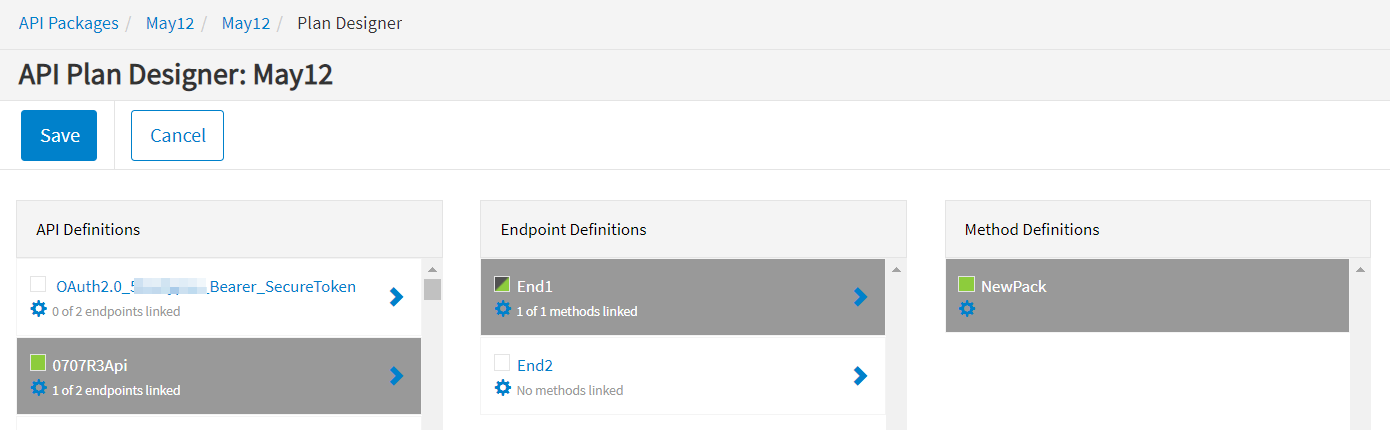 API Packages / May12 / May12 / Plan Designer
API Plan Designer: May12
Save Cancel
API Definitions
OAuth2.0_ _Bearer_SecureToken
0 of 2 endpoints linked
0707R3Api
1 of 2 endpoints linked
Endpoint Definitions
End1
1 of 1 methods linked
End2
No methods linked
Method Definitions
NewPack